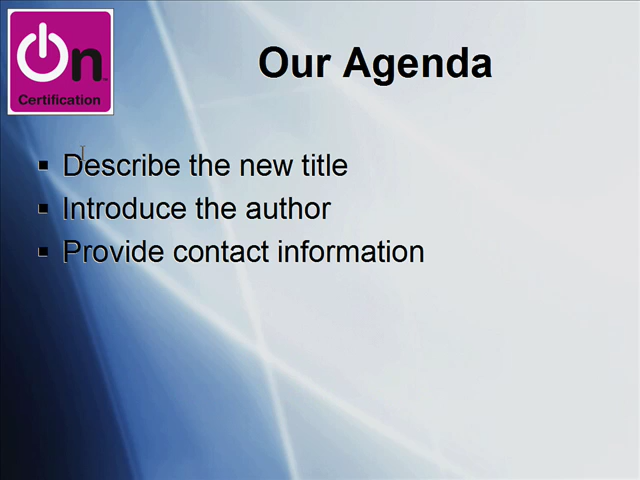 On
Certification
Our Agenda
Describe the new title
Introduce the author
Provide contact information